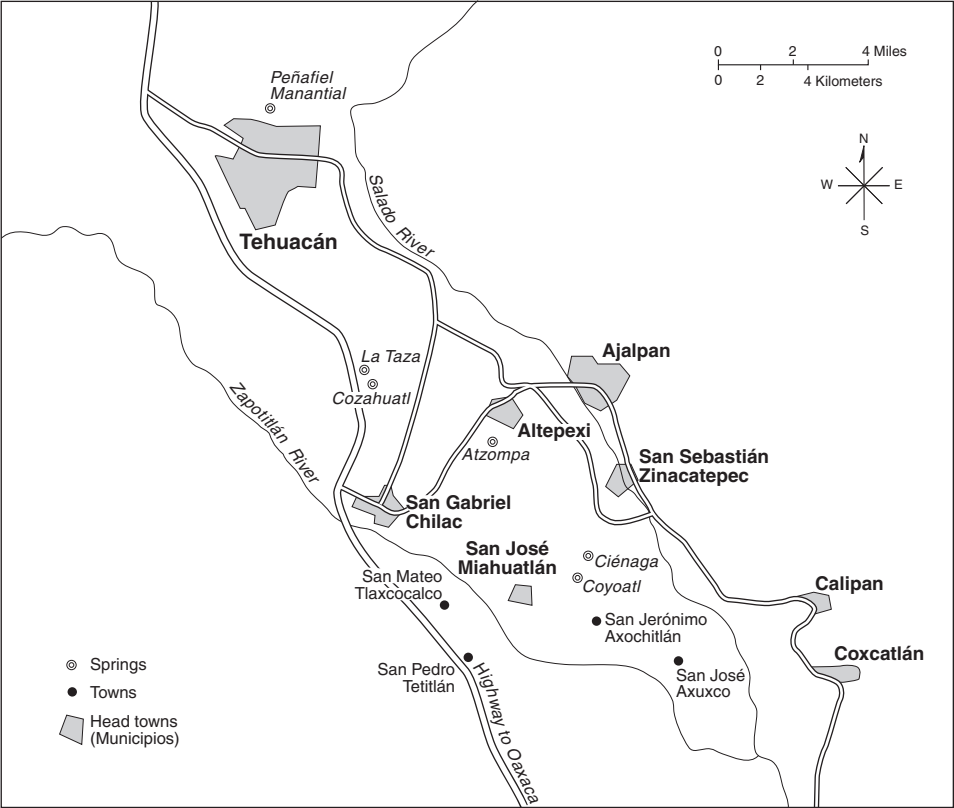 Peñafiel
Manantial
0 2 4 Miles
0 2 4 Kilometers
N
W E
S
Salado River
Tehuacán
La Taza
Cozahuatl
Ajalpan
Zapotitlán River
Altepexi
Atzompa
San Sebastián
Zinacatepec
San Gabriel
Chilac
San José
Miahuatlán
Ciénaga
Coyoatl
San Mateo
Tlaxcocalco
Calipan
San Jerónimo
Axochitlán
Coxcatlán
San Pedro
Tetitlán
San José
Axuxco
Highway to Oaxaca
Springs
Towns
Head towns
(Municipios)